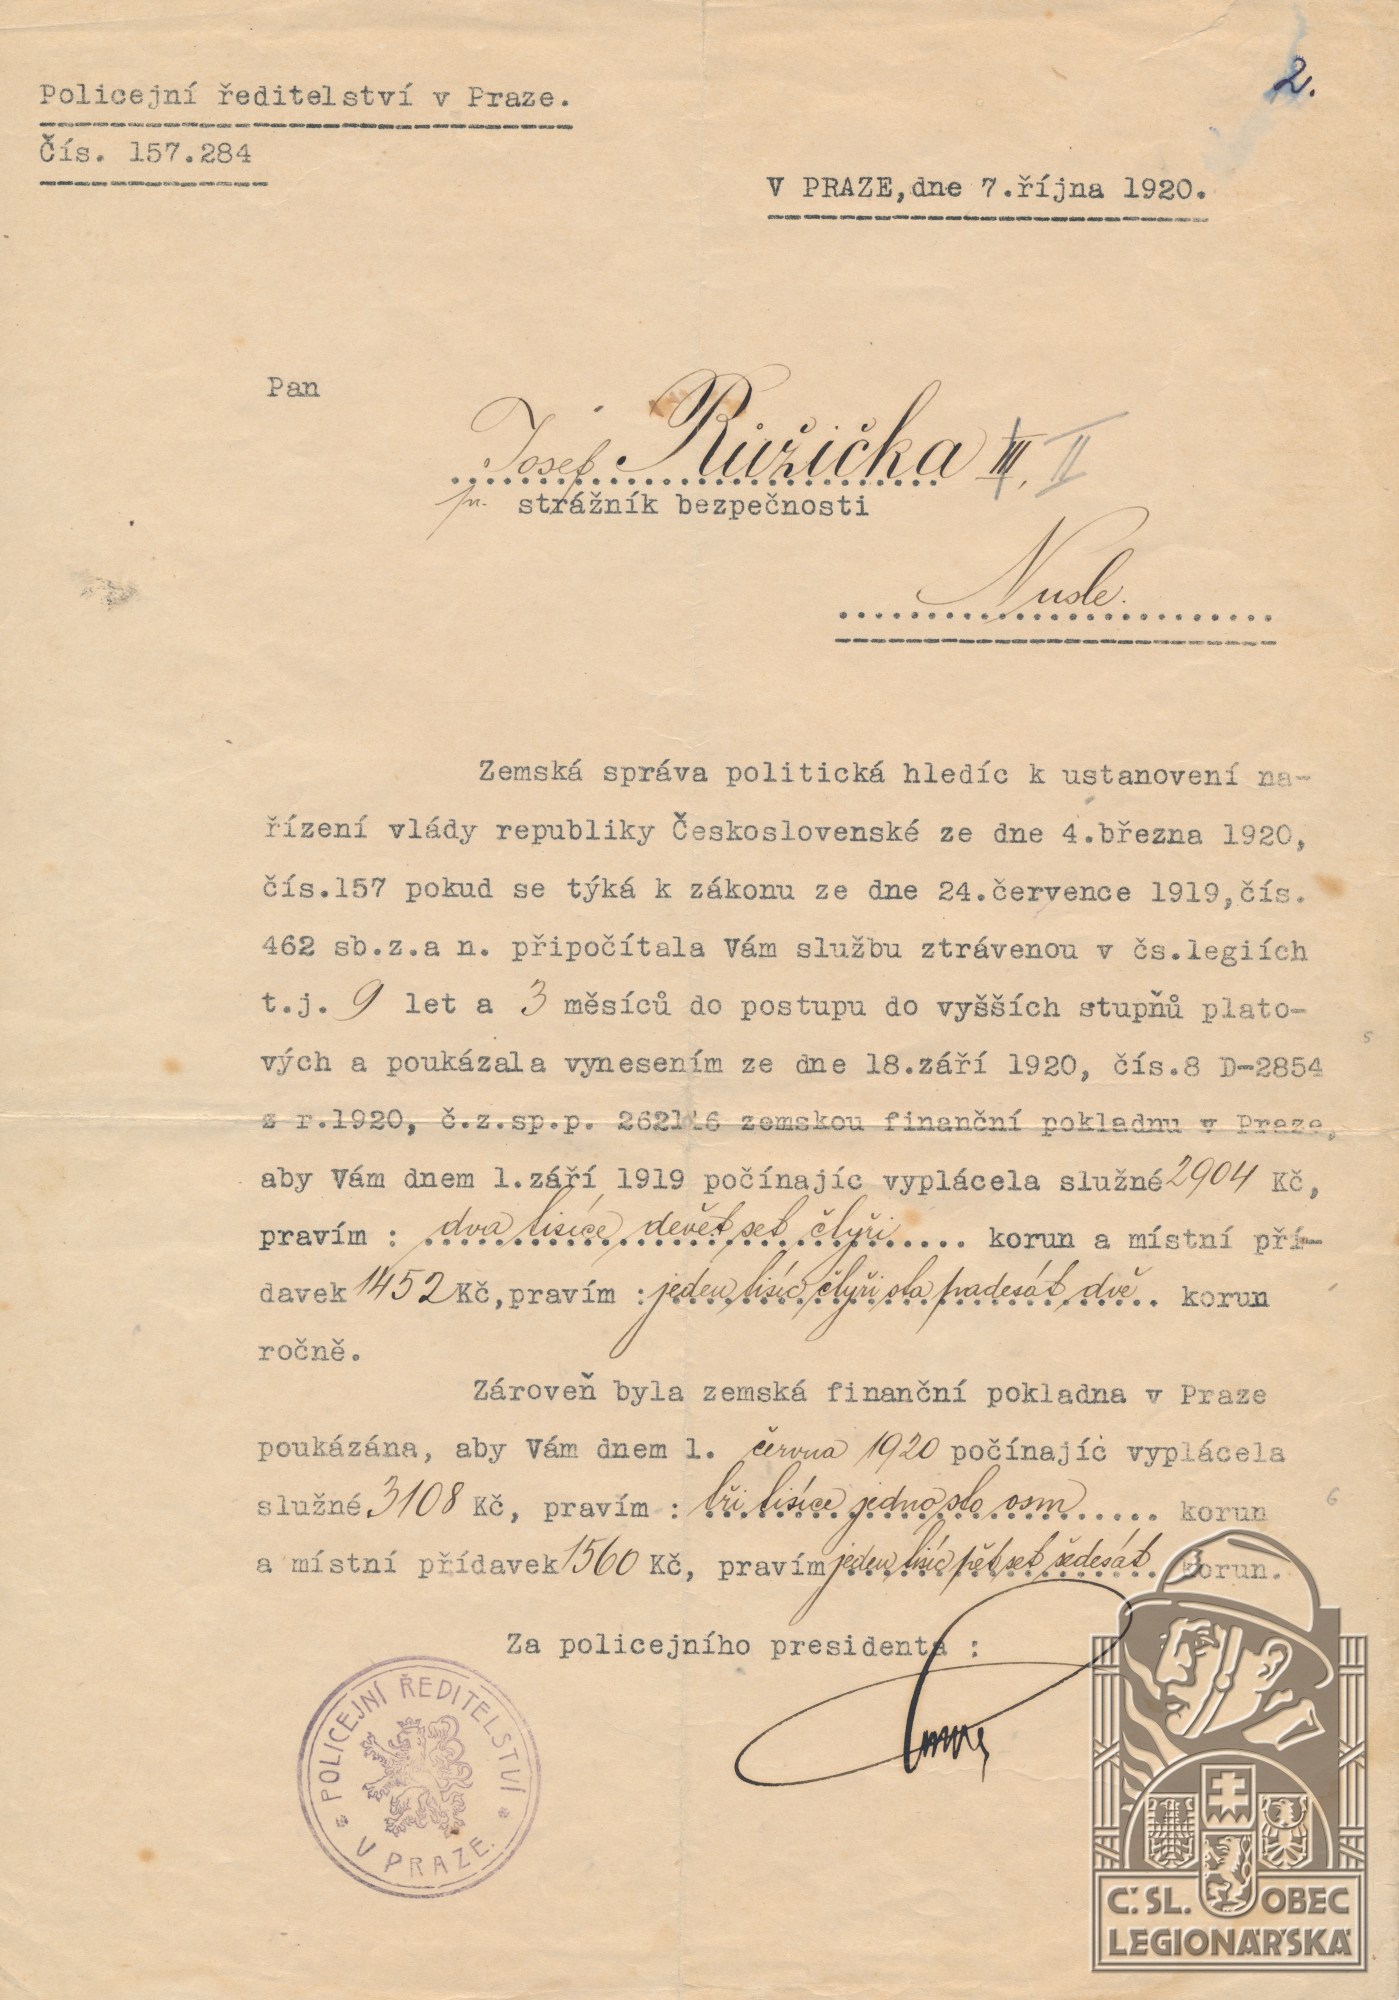 2.
Policejní ředitelství v Praze.
Čís. 157.284
V PRAZE, dne 7.října 1920.
Pan
Josef Růžička III, II
pr. strážník bezpečnosti
Nusle.
Zemská správa politická hledíc k ustanovení na-
řízení vlády republiky Československé ze dne 4.března 1920,
čís.157 pokud se týká k zákonu ze dne 24.července 1919,čís.
462 sb.z.a n. připočítala Vám službu ztrávenou v čs.legiích
t.j. 9 let a 3 měsíců do postupu do vyšších stupňů plato-
vých a poukázala vynesením ze dne 18.září 1920, čís.8 D-2854
z r.1920, č.z.sp.p. zemskou finanční pokladnu v Praze,
aby Vám dnem 1.září 1919 počínajíc vyplácela služné 2904 Kč,
pravím : dva tisíce devět set čtyři korun a místní pří-
davek 1452 Kč,pravím : jeden tisíc čtyři sta padesát dvě korun
ročně.
Zároveň byla zemská finanční pokladna v Praze
poukázána, aby Vám dnem 1. června 1920 počínajíc vyplácela
služné 3108 Kč, pravím : tři tisíce jedno sto osm korun
a místní přídavek 1560 Kč, pravím jeden tisíc pět set šedesát korun.
Za policejního presidenta :
POLICEJNÍ ŘEDITELSTVÍ
V PRAZE.
Č. SL. OBEC
LEGIONÁŘSKÁ